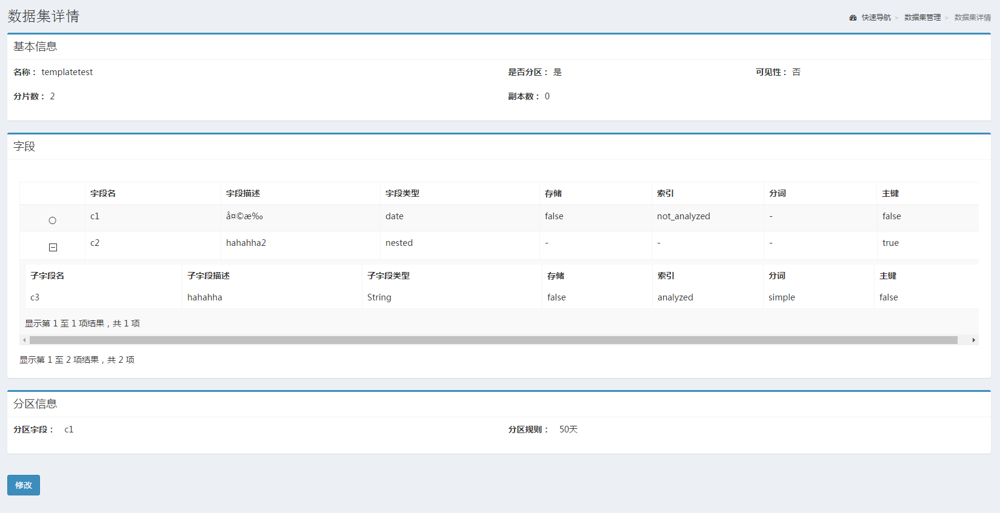 数据集详情
快速导航 > 数据集管理 > 数据集详情
基本信息
名称： templatetest 是否分区： 是 可见性： 否
分片数： 2 副本数： 0
字段
字段名 字段描述 字段类型 存储 索引 分词 主键
c1 å¤©æ‰ date false not_analyzed - false
c2 hahahha2 nested - - - true
子字段名 子字段描述 子字段类型 存储 索引 分词 主键
c3 hahahha String false analyzed simple false
显示第 1 至 1 项结果，共 1 项
显示第 1 至 2 项结果，共 2 项
分区信息
分区字段： c1 分区规则： 50天
修改